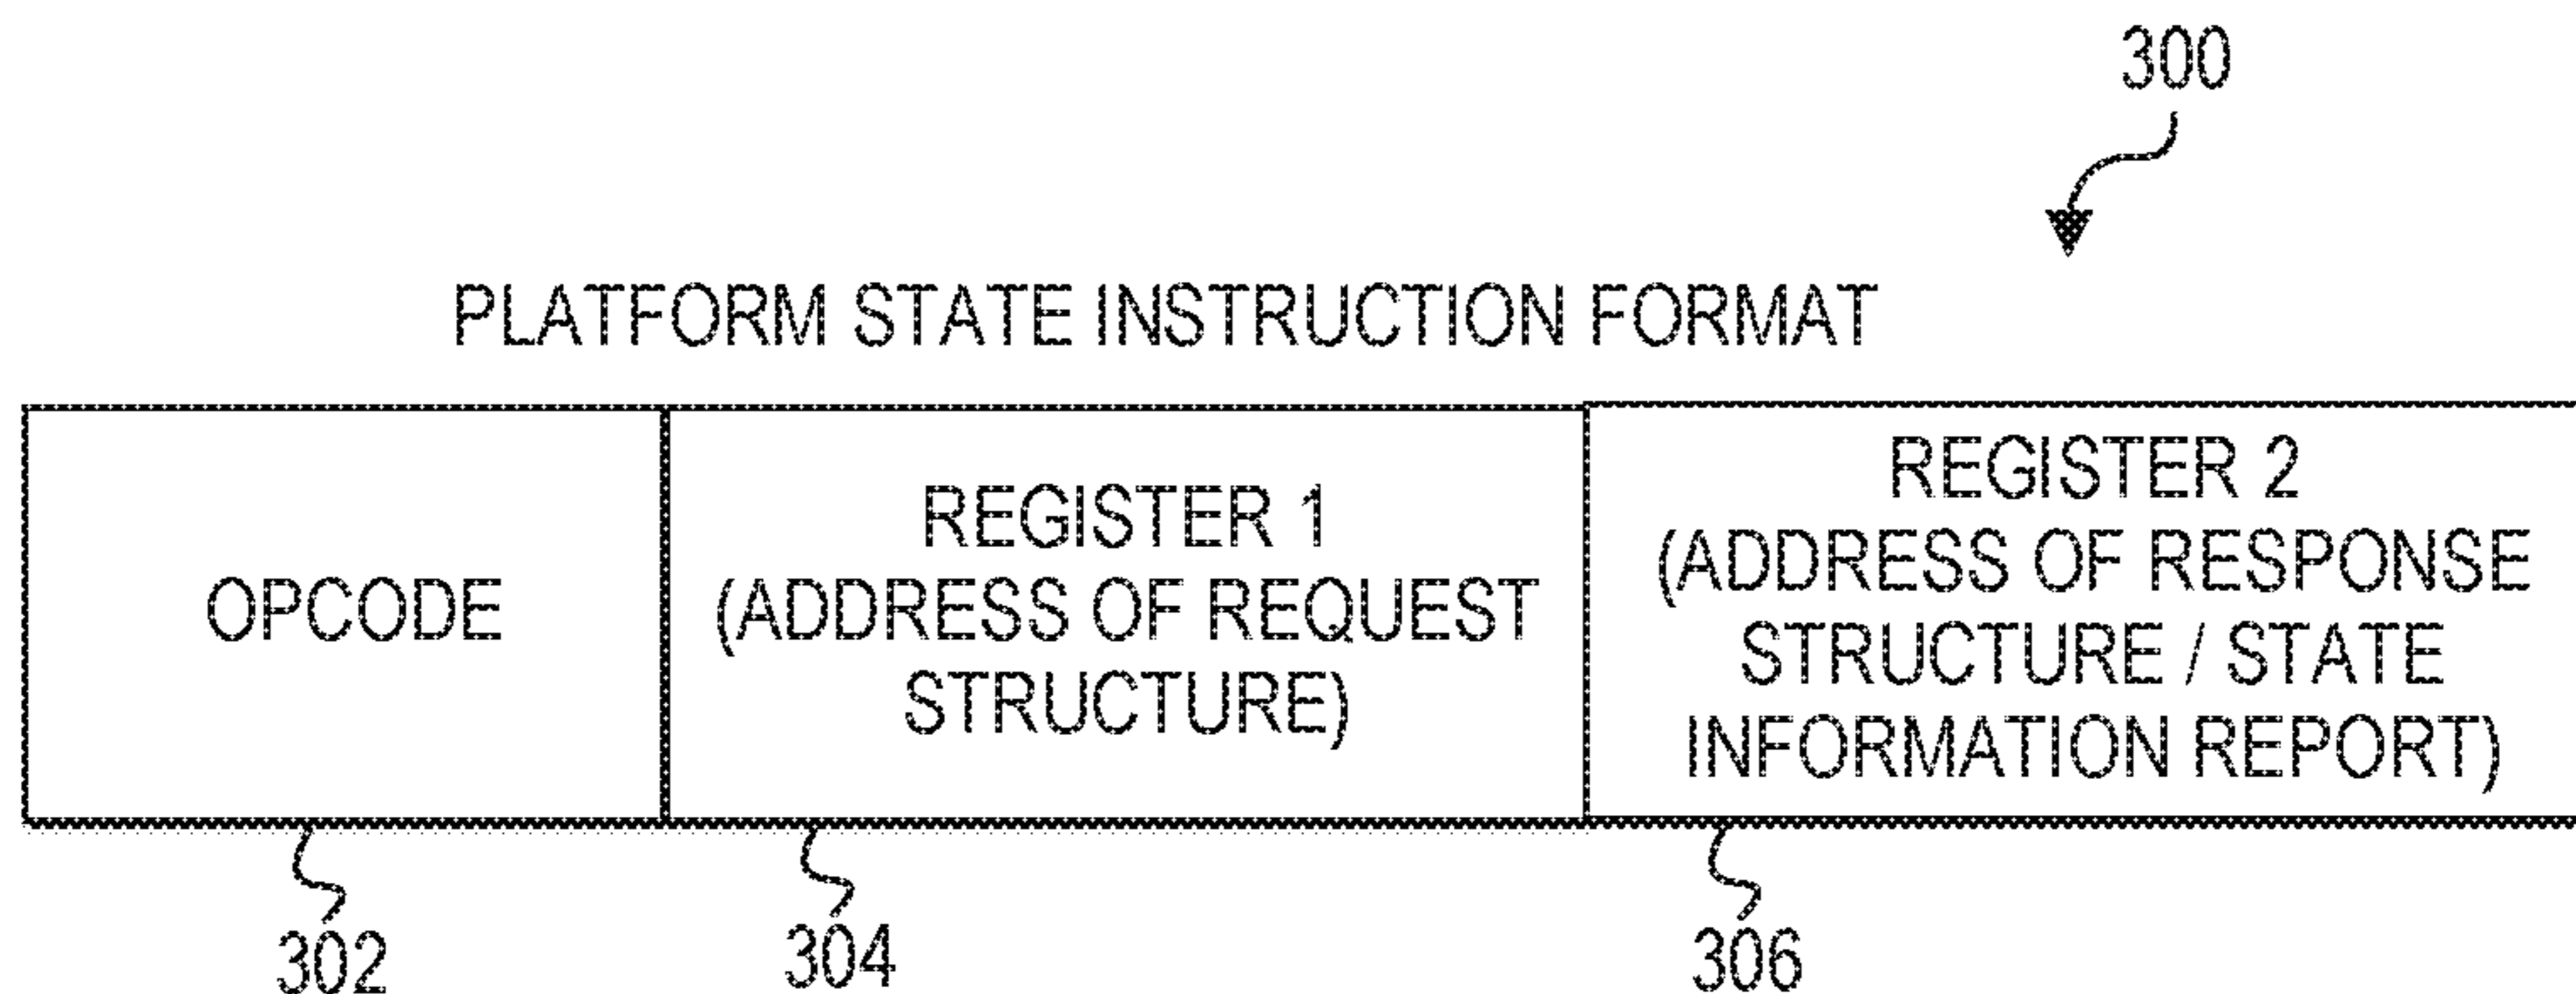 300
PLATFORM STATE INSTRUCTION FORMAT
OPCODE
REGISTER 1
(ADDRESS OF REQUEST
STRUCTURE)
REGISTER 2
(ADDRESS OF RESPONSE
STRUCTURE / STATE
INFORMATION REPORT)
302
304
306